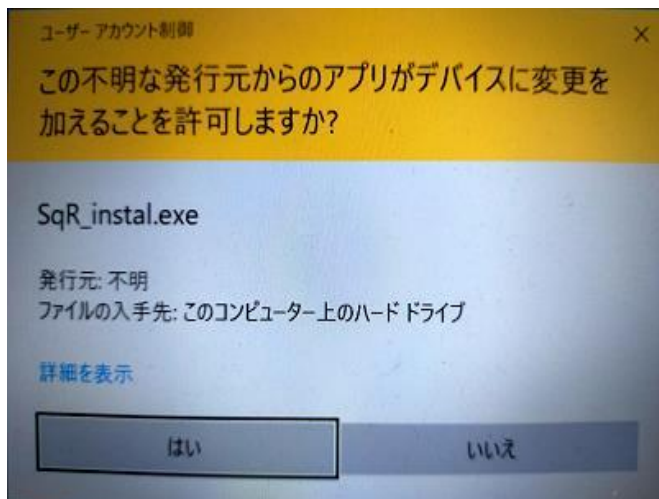 ユーザー アカウント制御
この不明な発行元からのアプリがデバイスに変更を
加えることを許可しますか?
SqR_instal.exe
発行元: 不明
ファイルの入手先: このコンピューター上のハード ドライブ
詳細を表示
はい
いいえ